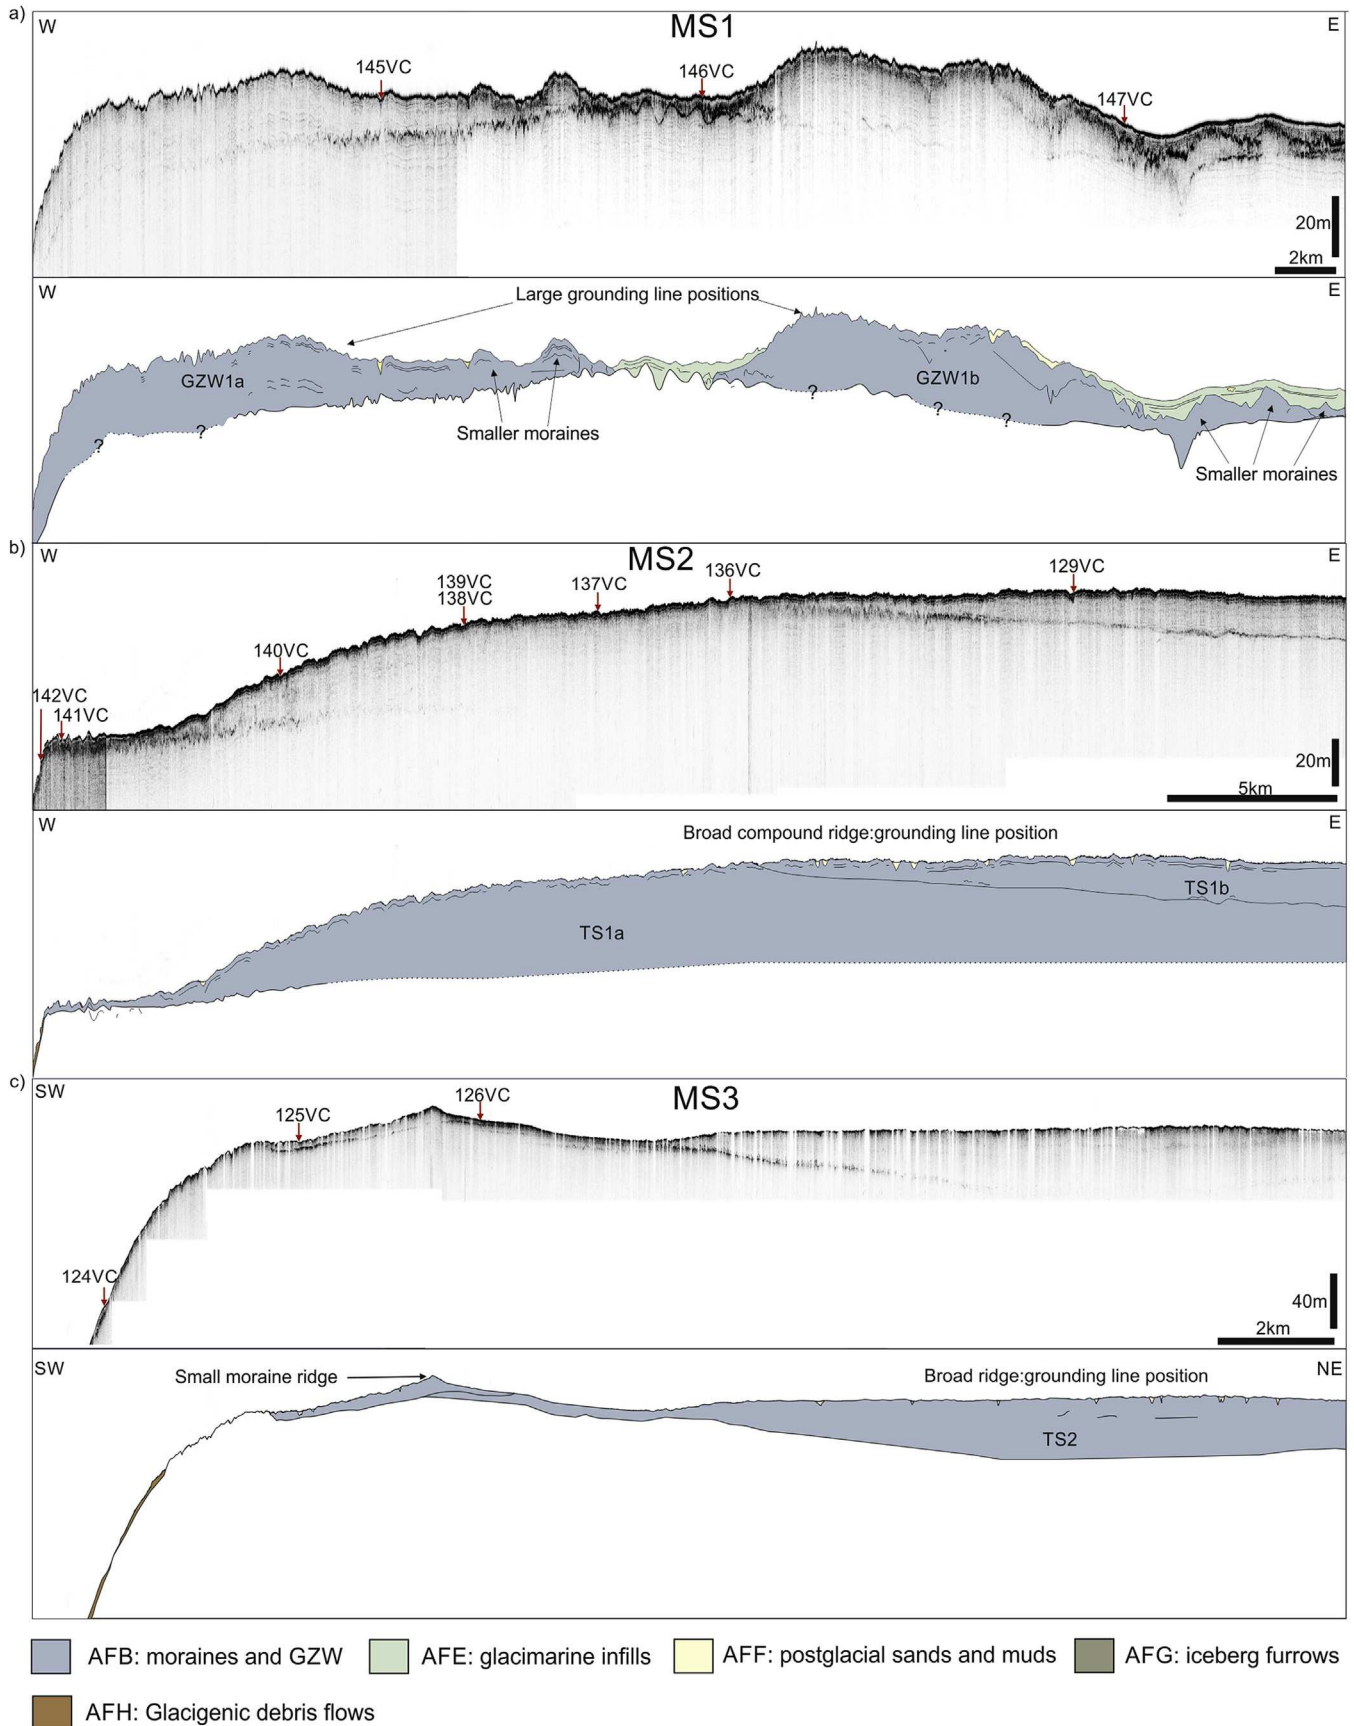 a)
W
MS1
E
145VC
146VC
147VC
20m
2km
W
E
Large grounding line positions
GZW1a
GZW1b
?
?
?
?
?
Smaller moraines
Smaller moraines
b)
W
MS2
E
139VC
138VC
137VC
136VC
129VC
140VC
142VC
141VC
20m
5km
W
E
Broad compound ridge:grounding line position
TS1b
TS1a
c)
SW
MS3
125VC
126VC
124VC
40m
2km
SW
NE
Small moraine ridge
Broad ridge:grounding line position
TS2
AFB: moraines and GZW
AFE: glacimarine infills
AFF: postglacial sands and muds
AFG: iceberg furrows
AFH: Glacigenic debris flows